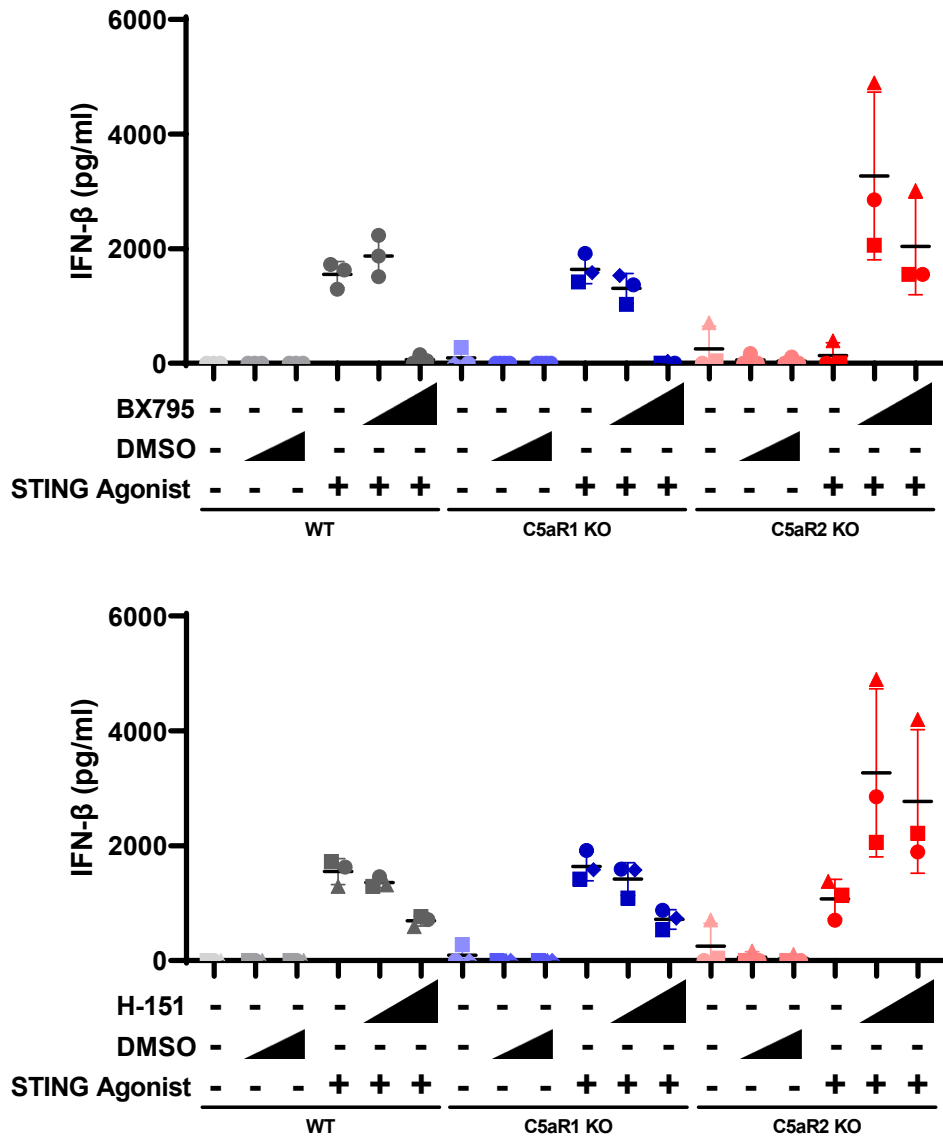 6000
4000
2000
0
IFN-β (pg/ml)
BX795 - - - - - - - - - - - -
DMSO - - - - - - - - - - - -
STING Agonist - - - + + + - - - + + + - - - + + +
WT C5aR1 KO C5aR2 KO
6000
4000
2000
0
IFN-β (pg/ml)
H-151 - - - - - - - - - - - -
DMSO - - - - - - - - - - - -
STING Agonist - - - + + + - - - + + + - - - + + +
WT C5aR1 KO C5aR2 KO